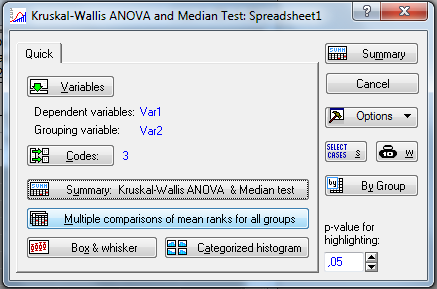 Kruskal-Wallis ANOVA and Median Test: Spreadsheet1
Quick
Variables
Dependent variables: Var1
Grouping variable: Var2
Codes: 3
SUMM Summary: Kruskal-Wallis ANOVA & Median test
Multiple comparisons of mean ranks for all groups
Box & whisker
Categorized histogram
SUMM Summary
Cancel
Options
SELECT CASES S
W
By Group
p-value for
highlighting:
,05